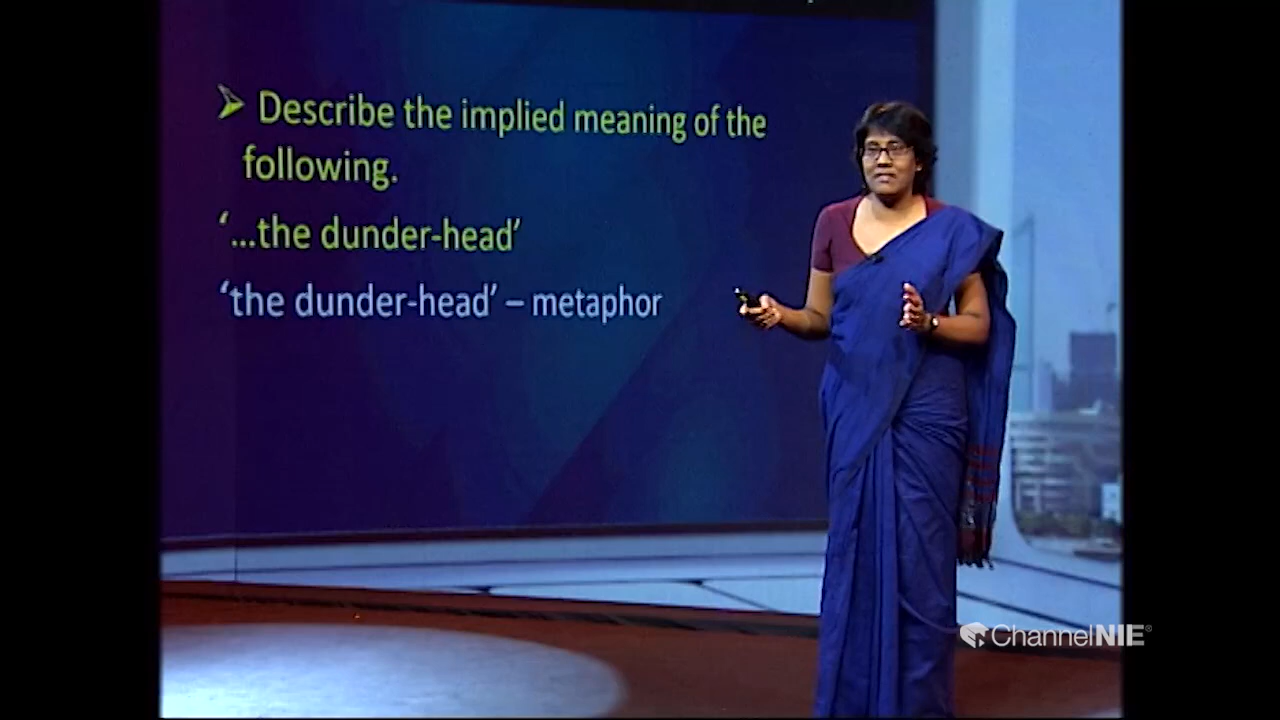 Describe the implied meaning of the
following.
‘...the dunder-head’
‘the dunder-head’ – metaphor
ChannelNIE